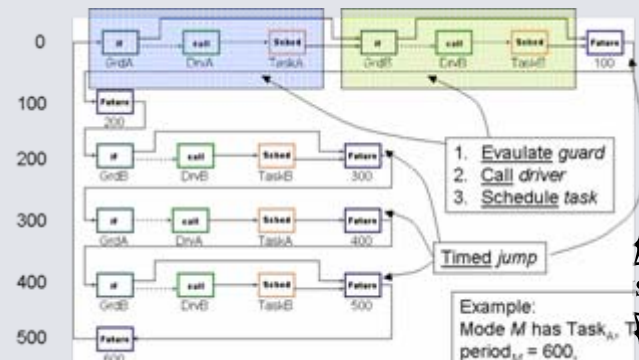 0 if call Sched if call Sched Future
GrdA DrvA TaskA GrdB DrvB TaskB 100
100 Future
200
200 if call Sched Future
GrdB DrvB TaskB 300
1. Evaulate guard
2. Call driver
3. Schedule task
300 if call Sched Future
GrdA DrvA TaskA 400
Timed jump
400 if call Sched Future
GrdB DrvB TaskB 500
500 Future
600
Example:
Mode M has TaskA,
periodM = 600,